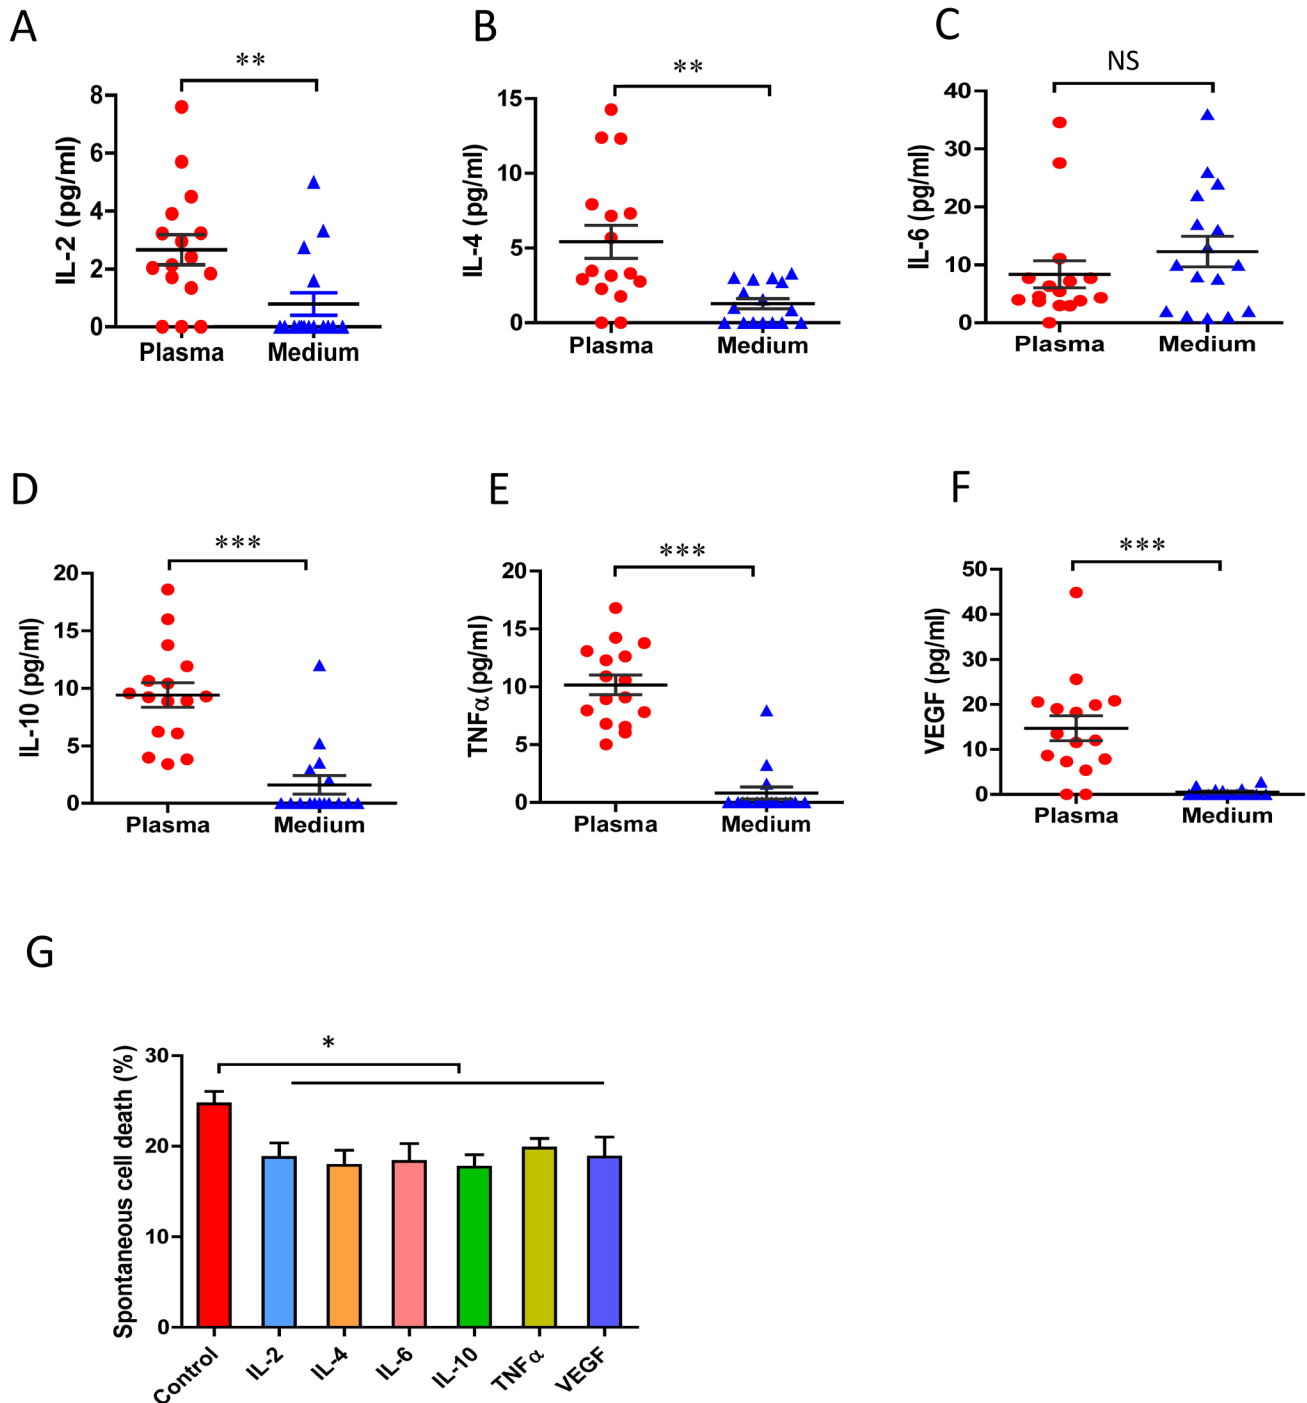 A
B
C
**
**
NS
IL-2 (pg/ml)
8
6
4
2
0
Plasma
Medium
IL-4 (pg/ml)
15
10
5
0
Plasma
Medium
IL-6 (pg/ml)
40
30
20
10
0
Plasma
Medium
D
E
F
***
***
***
IL-10 (pg/ml)
20
15
10
5
0
Plasma
Medium
TNFα (pg/ml)
20
15
10
5
0
Plasma
Medium
VEGF (pg/ml)
50
40
30
20
10
0
Plasma
Medium
G
*
Spontaneous cell death (%)
30
20
10
0
Control
IL-2
IL-4
IL-6
IL-10
TNFα
VEGF